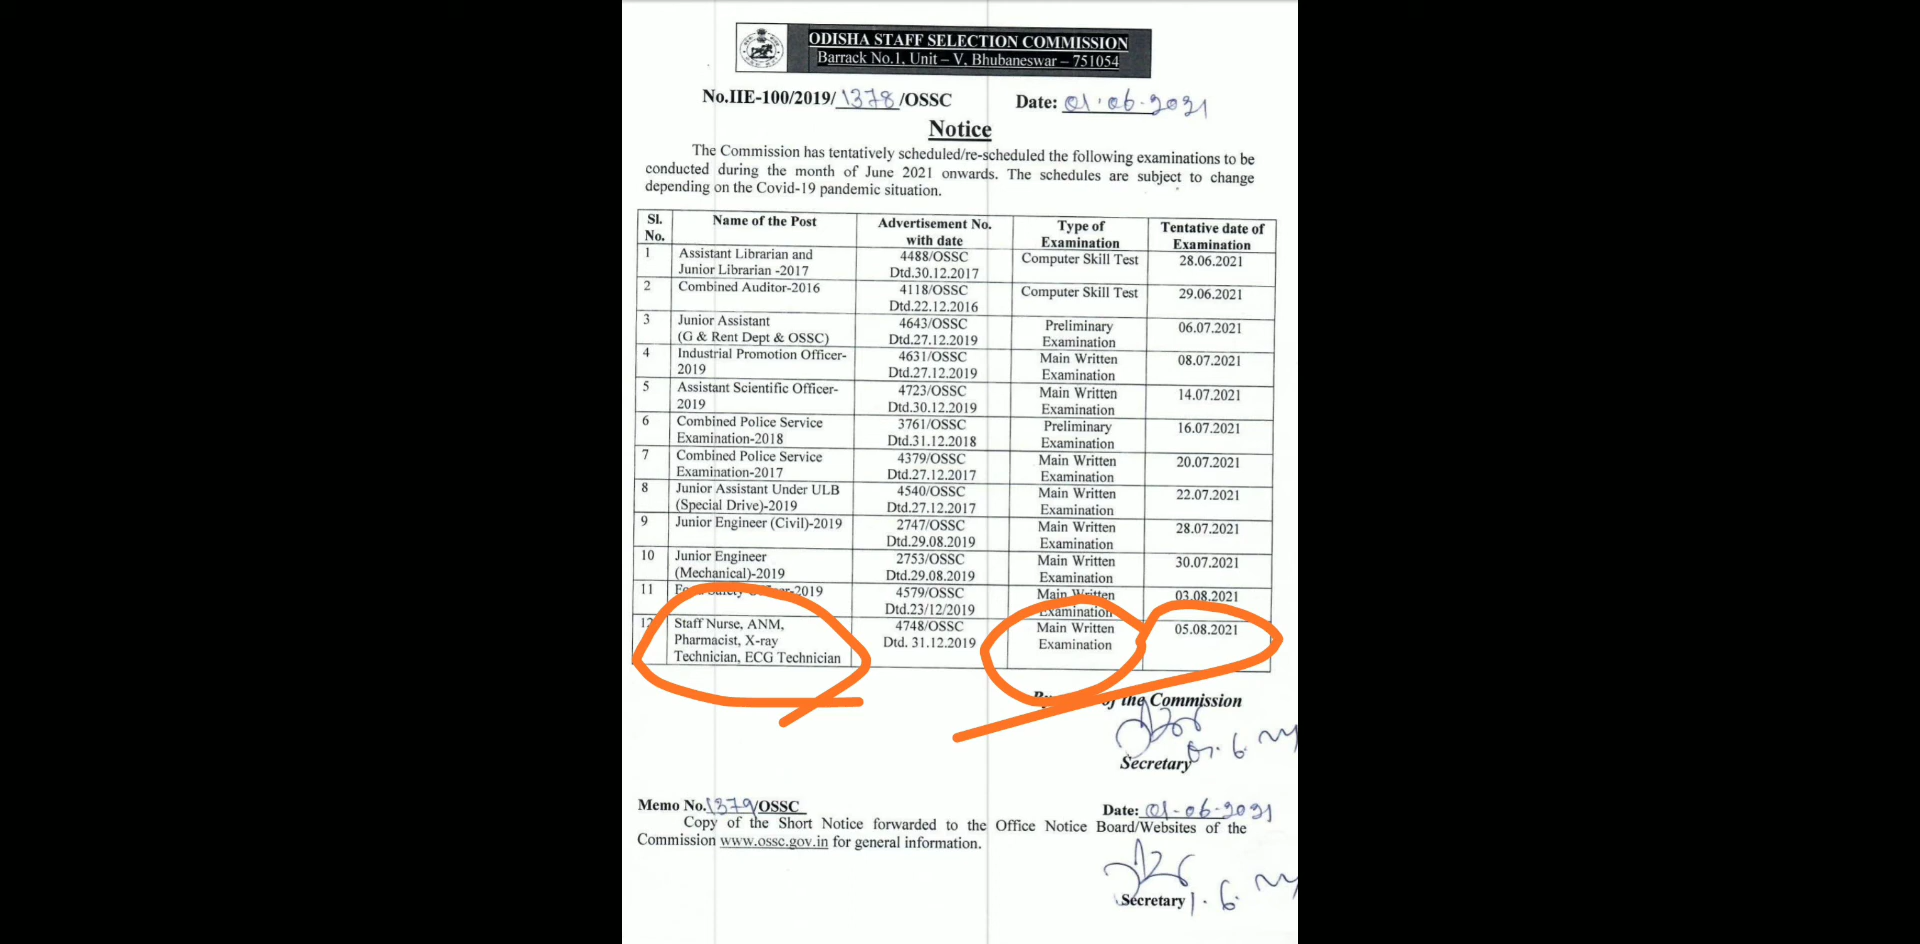 ODISHA STAFF SELECTION COMMISSION
Barrack No.1, Unit – V, Bhubaneswar – 751054
No.IIE-100/2019/ 1378 /OSSC Date: 01.06.2021
Notice
The Commission has tentatively scheduled/re-scheduled the following examinations to be
conducted during the month of June 2021 onwards. The schedules are subject to change
depending on the Covid-19 pandemic situation.
Sl. No. Name of the Post Advertisement No. with date Type of Examination Tentative date of Examination
1 Assistant Librarian and Junior Librarian -2017 4488/OSSC Dtd.30.12.2017 Computer Skill Test 28.06.2021
2 Combined Auditor-2016 4118/OSSC Dtd.22.12.2016 Computer Skill Test 29.06.2021
3 Junior Assistant (G & Rent Dept & OSSC) 4643/OSSC Dtd.27.12.2019 Preliminary Examination 06.07.2021
4 Industrial Promotion Officer-2019 4631/OSSC Dtd.27.12.2019 Main Written Examination 08.07.2021
5 Assistant Scientific Officer-2019 4723/OSSC Dtd.30.12.2019 Main Written Examination 14.07.2021
6 Combined Police Service Examination-2018 3761/OSSC Dtd.31.12.2018 Preliminary Examination 16.07.2021
7 Combined Police Service Examination-2017 4379/OSSC Dtd.27.12.2017 Main Written Examination 20.07.2021
8 Junior Assistant Under ULB (Special Drive)-2019 4540/OSSC Dtd.27.12.2017 Main Written Examination 22.07.2021
9 Junior Engineer (Civil)-2019 2747/OSSC Dtd.29.08.2019 Main Written Examination 28.07.2021
10 Junior Engineer (Mechanical)-2019 2753/OSSC Dtd.29.08.2019 Main Written Examination 30.07.2021
11 Food Safety Officer-2019 4579/OSSC Dtd.23/12/2019 Main Written Examination 03.08.2021
12 Staff Nurse, ANM, Pharmacist, X-ray Technician, ECG Technician 4748/OSSC Dtd. 31.12.2019 Main Written Examination 05.08.2021
By of the Commission
Secretary
Memo No. 1379/OSSC Date: 01-06-2021
Copy of the Short Notice forwarded to the Office Notice Board/Websites of the
Commission www.ossc.gov.in for general information.
Secretary